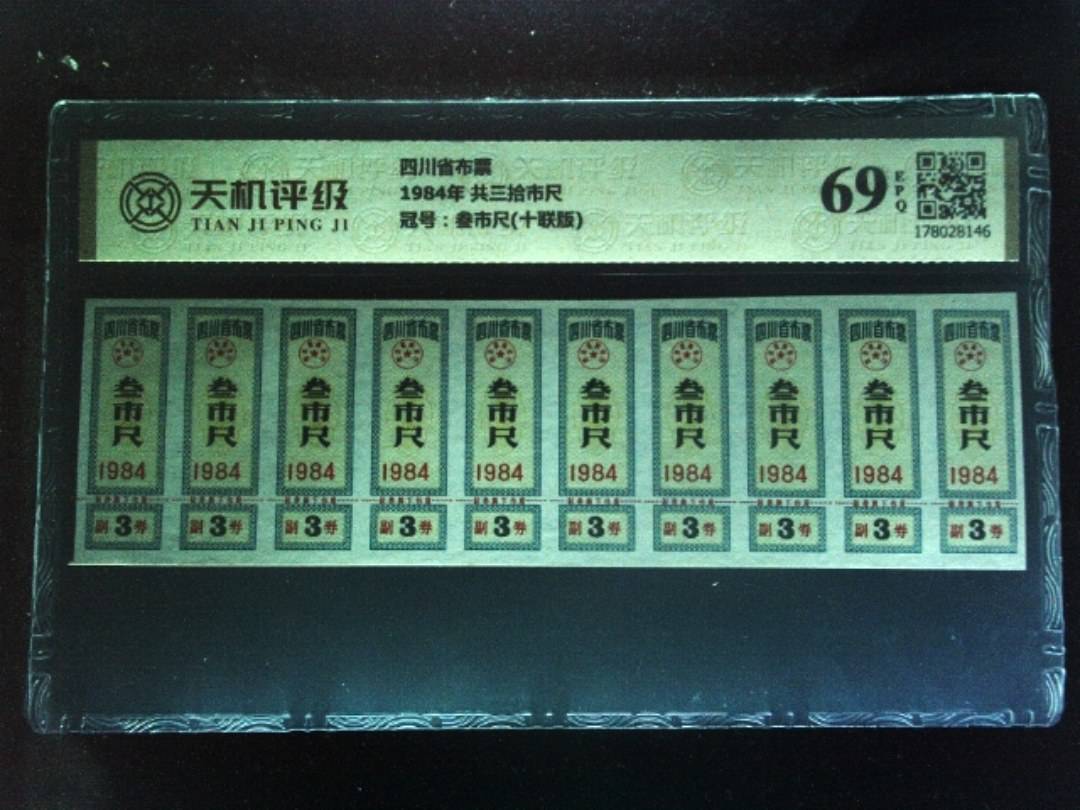 天机评级
TIAN JI PING JI
四川省布票
1984年 共三拾市尺
冠号：叁市尺(十联版)
69
EPQ
178028146
四川省布票 四川省布票 四川省布票 四川省布票 四川省布票 四川省布票 四川省布票 四川省布票 四川省布票 四川省布票
叁市尺 叁市尺 叁市尺 叁市尺 叁市尺 叁市尺 叁市尺 叁市尺 叁市尺 叁市尺
1984 1984 1984 1984 1984 1984 1984 1984 1984 1984
副3券 副3券 副3券 副3券 副3券 副3券 副3券 副3券 副3券 副3券